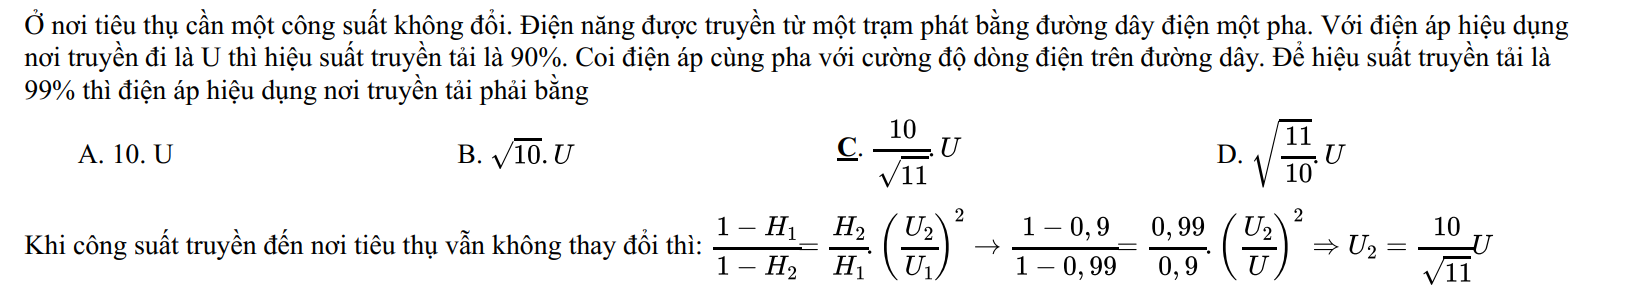 Ở nơi tiêu thụ cần một công suất không đổi. Điện năng được truyền từ một trạm phát bằng đường dây điện một pha. Với điện áp hiệu dụng
nơi truyền đi là U thì hiệu suất truyền tải là 90%. Coi điện áp cùng pha với cường độ dòng điện trên đường dây. Để hiệu suất truyền tải là
99% thì điện áp hiệu dụng nơi truyền tải phải bằng
A. 10. U B. $\sqrt{10}.U$ C. $\frac{10}{\sqrt{11}}.U$ D. $\sqrt{\frac{11}{10}}.U$
Khi công suất truyền đến nơi tiêu thụ vẫn không thay đổi thì: $\frac{1-H_1}{1-H_2}=\frac{H_2}{H_1}.\left(\frac{U_2}{U_1}\right)^2 \rightarrow \frac{1-0,9}{1-0,99}=\frac{0,99}{0,9}.\left(\frac{U_2}{U}\right)^2 \Rightarrow U_2=\frac{10}{\sqrt{11}}U$